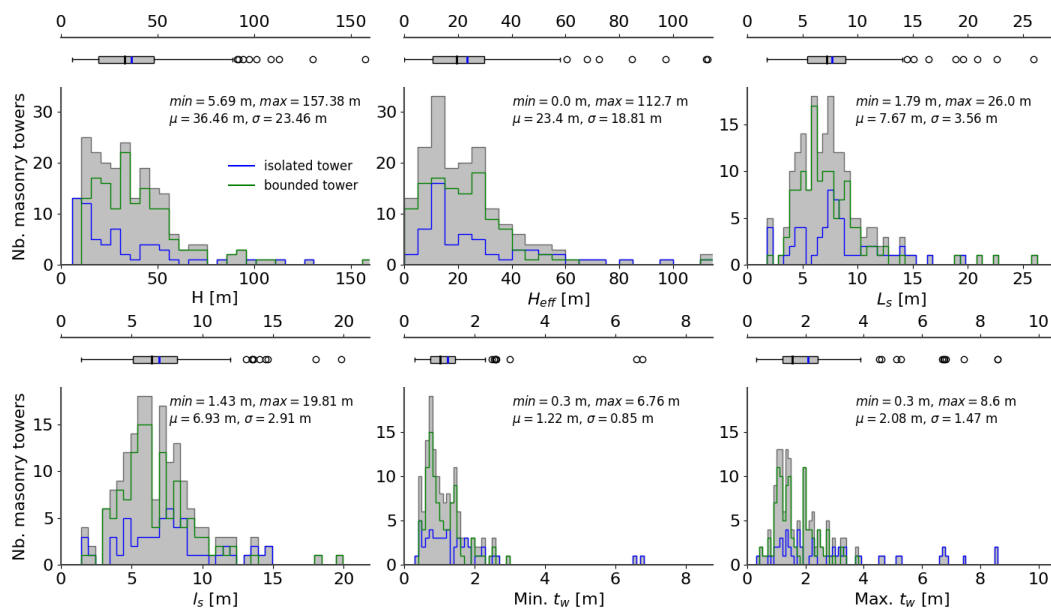 0 50 100 150
0 20 40 60 80 100
0 5 10 15 20 25
min = 5.69 m, max = 157.38 m
μ = 36.46 m, σ = 23.46 m
isolated tower
bounded tower
Nb. masonry towers
0
10
20
30
0 50 100 150
H [m]
min = 0.0 m, max = 112.7 m
μ = 23.4 m, σ = 18.81 m
0
10
20
30
0 20 40 60 80 100
H_eff [m]
min = 1.79 m, max = 26.0 m
μ = 7.67 m, σ = 3.56 m
0
5
10
15
0 5 10 15 20 25
L_s [m]
0 5 10 15 20
0 2 4 6 8
0 2 4 6 8 10
min = 1.43 m, max = 19.81 m
μ = 6.93 m, σ = 2.91 m
Nb. masonry towers
0
5
10
15
0 5 10 15 20
l_s [m]
min = 0.3 m, max = 6.76 m
μ = 1.22 m, σ = 0.85 m
0
5
10
15
0 2 4 6 8
Min. t_w [m]
min = 0.3 m, max = 8.6 m
μ = 2.08 m, σ = 1.47 m
0
5
10
15
0 2 4 6 8 10
Max. t_w [m]